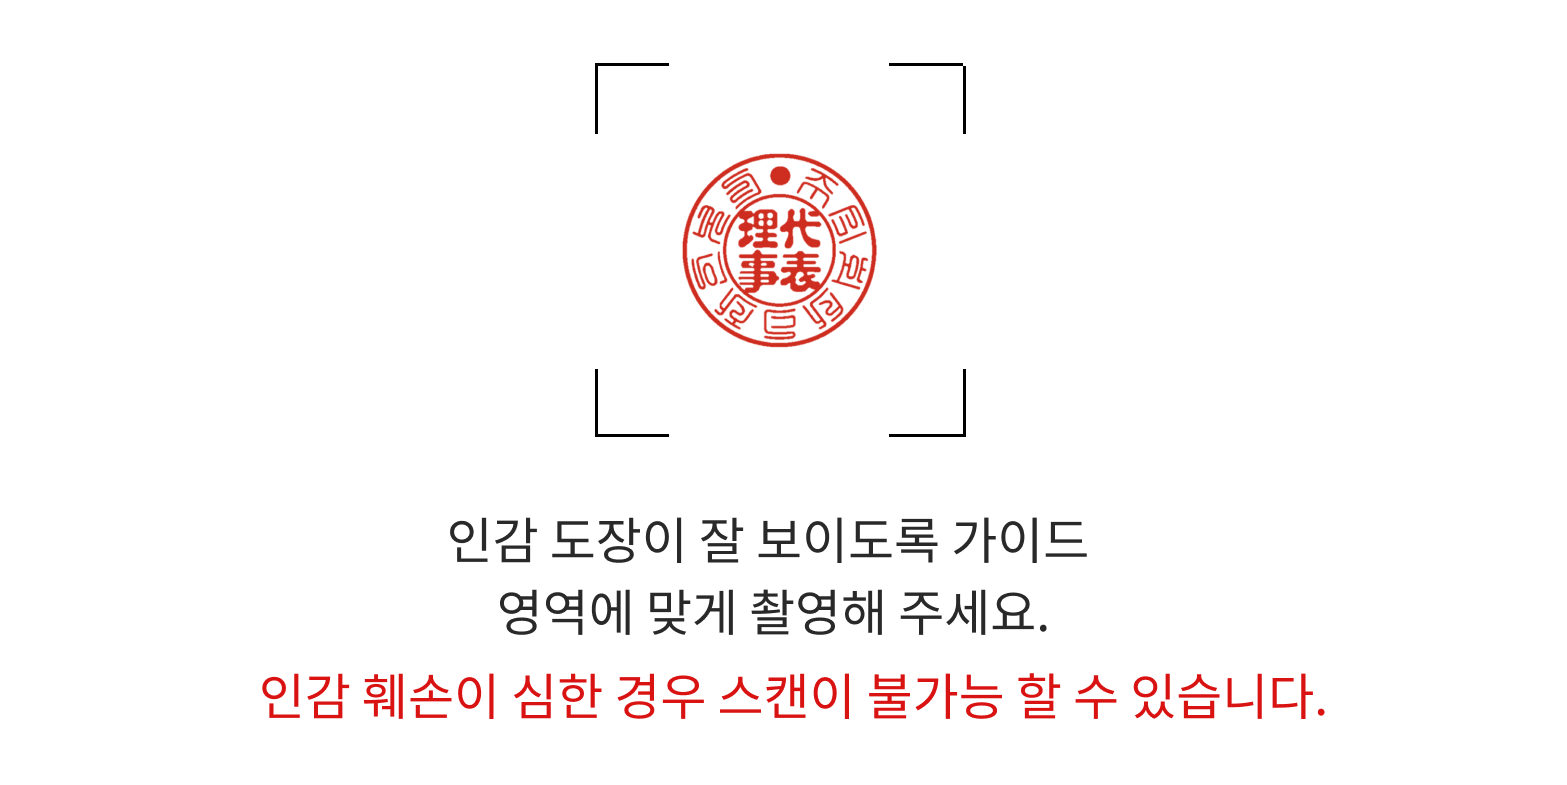 代表
理事
인감 도장이 잘 보이도록 가이드
영역에 맞게 촬영해 주세요.
인감 훼손이 심한 경우 스캔이 불가능 할 수 있습니다.